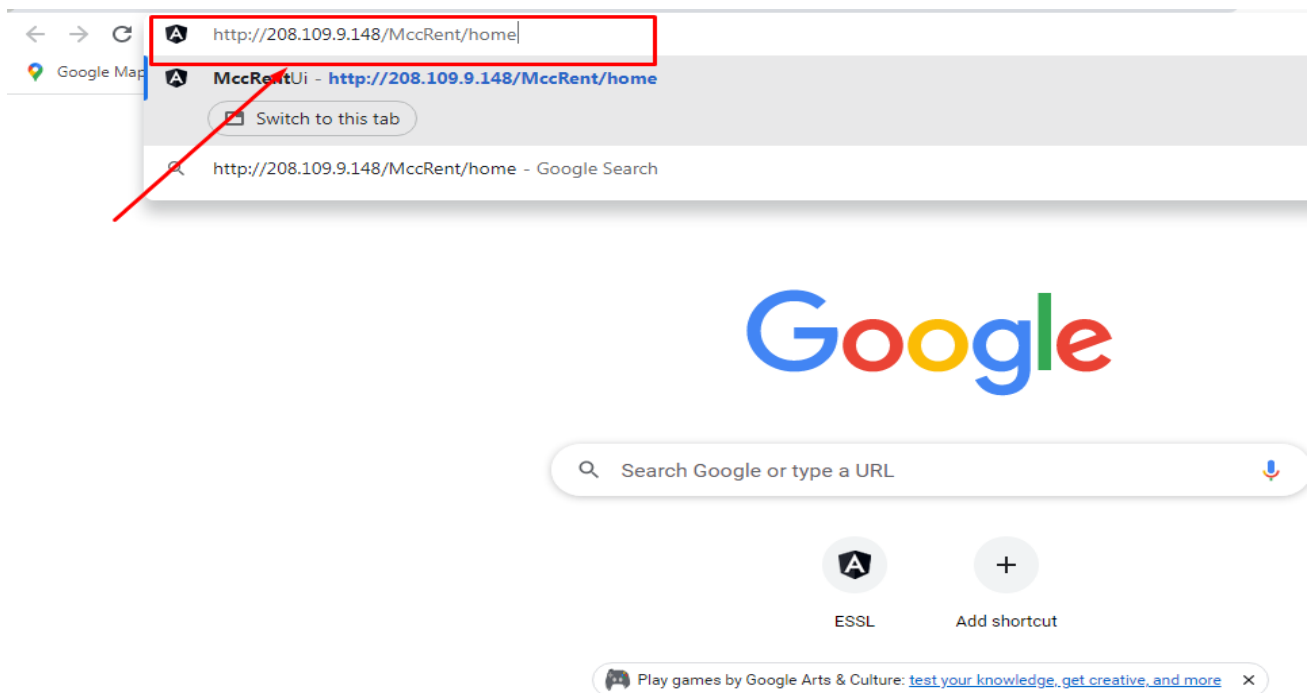 http://208.109.9.148/MccRent/home
Google Map
MccRentUi - http://208.109.9.148/MccRent/home
Switch to this tab
http://208.109.9.148/MccRent/home - Google Search
Google
Search Google or type a URL
ESSL
Add shortcut
Play games by Google Arts & Culture: test your knowledge, get creative, and more